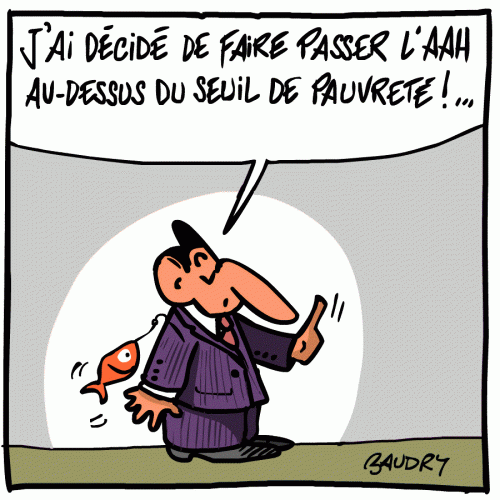 J'AI DÉCIDÉ DE FAIRE PASSER L'AAH
AU-DESSUS DU SEUIL DE PAUVRETÉ !...
BAUDRY